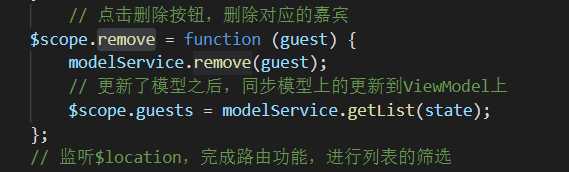 // 点击删除按钮，删除对应的嘉宾
$scope.remove = function (guest) {
modelService.remove(guest);
// 更新了模型之后，同步模型上的更新到ViewModel上
$scope.guests = modelService.getList(state);
};
// 监听$location，完成路由功能，进行列表的筛选